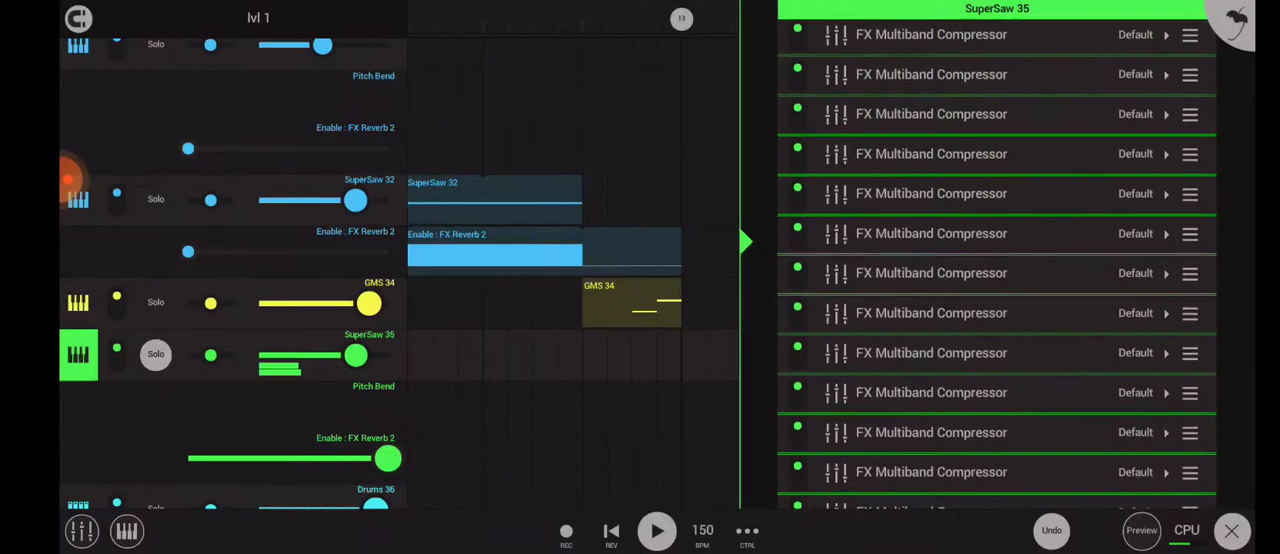 lvl 1
13
SuperSaw 35
Solo
Pitch Bend
Enable : FX Reverb 2
SuperSaw 32
Solo
SuperSaw 32
Enable : FX Reverb 2
Enable : FX Reverb 2
GMS 34
Solo
GMS 34
SuperSaw 35
Solo
Pitch Bend
Enable : FX Reverb 2
Drums 36
FX Multiband Compressor Default
FX Multiband Compressor Default
FX Multiband Compressor Default
FX Multiband Compressor Default
FX Multiband Compressor Default
FX Multiband Compressor Default
FX Multiband Compressor Default
FX Multiband Compressor Default
FX Multiband Compressor Default
FX Multiband Compressor Default
FX Multiband Compressor Default
FX Multiband Compressor Default
REC
REV
150
BPM
CTRL
Undo
Preview
CPU